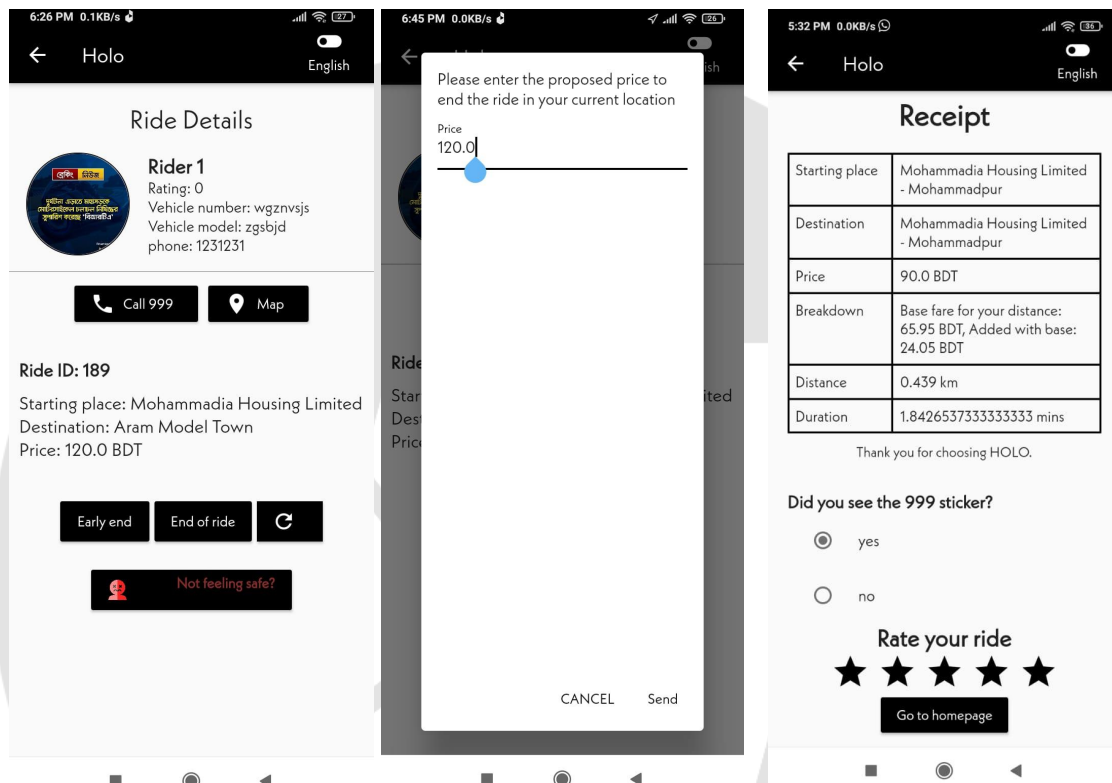 6:26 PM 0.1KB/s
27
Holo
English
Ride Details
ব্রেকিং নিউজ
Rider 1
Rating: 0
Vehicle number: wgznvsjs
Vehicle model: zgsbjd
phone: 1231231
Call 999
Map
Ride ID: 189
Starting place: Mohammadia Housing Limited
Destination: Aram Model Town
Price: 120.0 BDT
Early end
End of ride
Not feeling safe?
6:45 PM 0.0KB/s
26
Please enter the proposed price to
end the ride in your current location
Price
120.0
CANCEL
Send
5:32 PM 0.0KB/s
36
Holo
English
Receipt
Starting place
Mohammadia Housing Limited
- Mohammadpur
Destination
Mohammadia Housing Limited
- Mohammadpur
Price
90.0 BDT
Breakdown
Base fare for your distance:
65.95 BDT, Added with base:
24.05 BDT
Distance
0.439 km
Duration
1.8426537333333333 mins
Thank you for choosing HOLO.
Did you see the 999 sticker?
yes
no
Rate your ride
Go to homepage